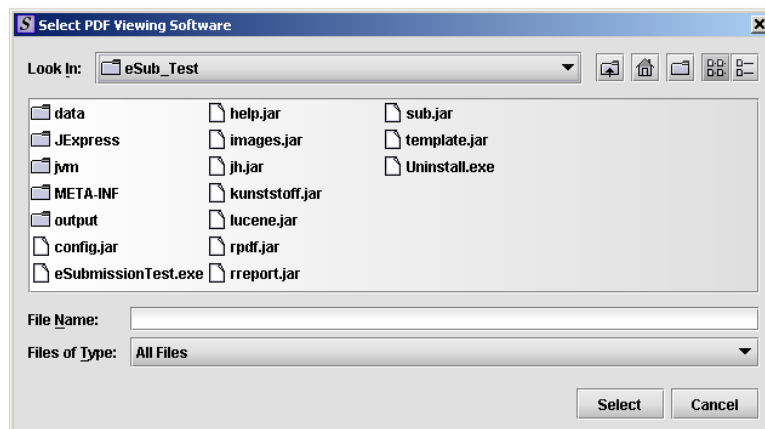 S Select PDF Viewing Software
Look In: eSub_Test
data help.jar sub.jar
JExpress images.jar template.jar
jvm jh.jar Uninstall.exe
META-INF kunststoff.jar
output lucene.jar
config.jar rpdf.jar
eSubmissionTest.exe rreport.jar
File Name:
Files of Type: All Files
Select Cancel